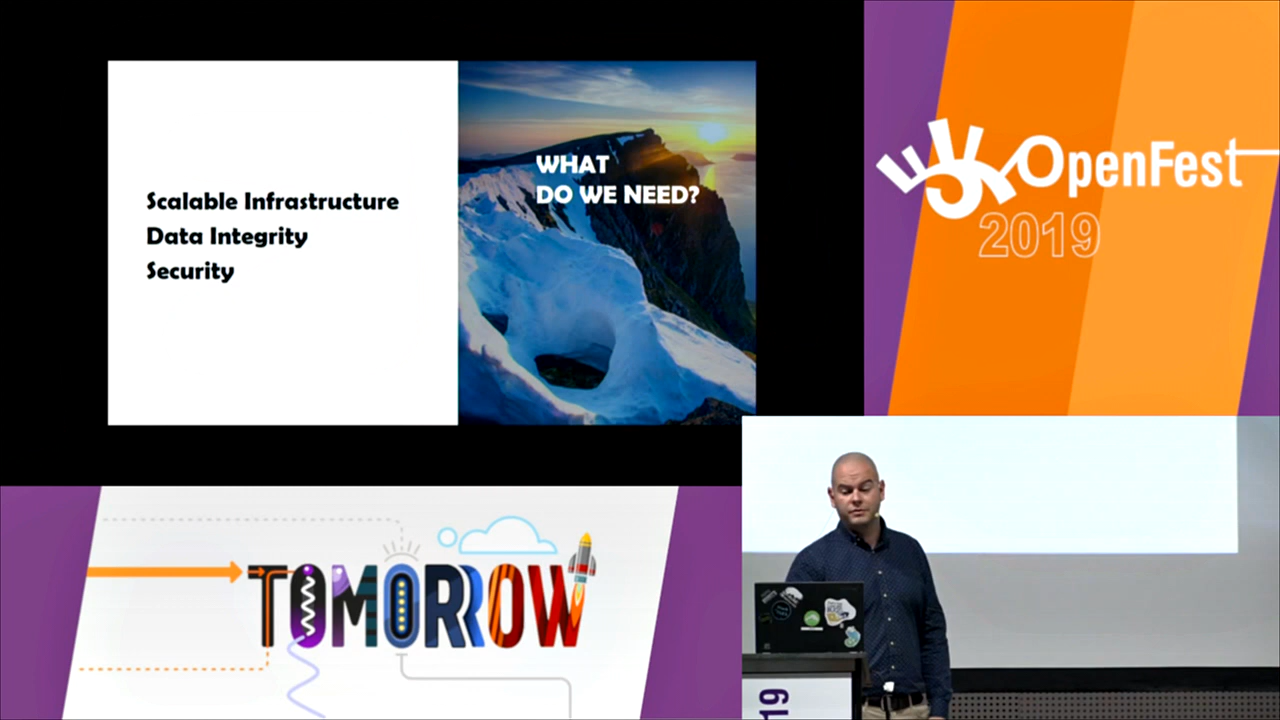 Scalable Infrastructure
Data Integrity
Security
WHAT
DO WE NEED?
OpenFest
2019
TOMORROW
19